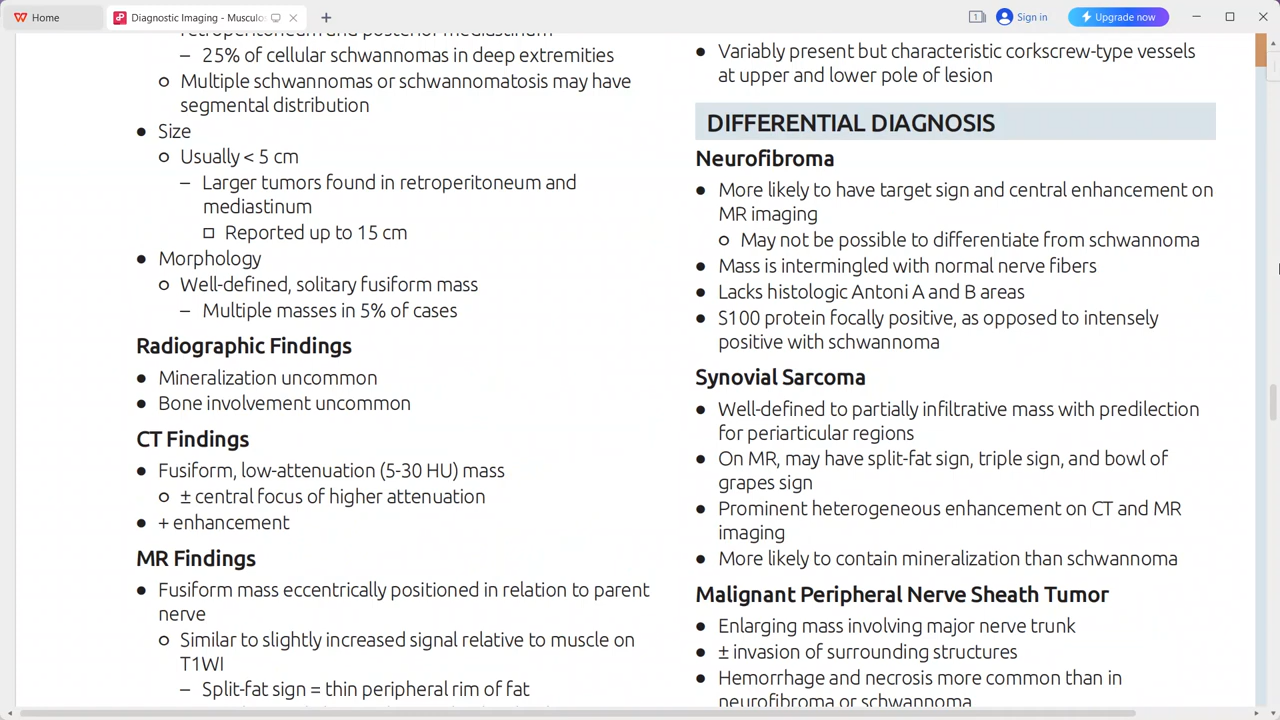 Home
Diagnostic Imaging - Musculo
1
Sign in
Upgrade now
retroperitoneum and posterior mediastinum
– 25% of cellular schwannomas in deep extremities
○ Multiple schwannomas or schwannomatosis may have
segmental distribution
● Size
○ Usually < 5 cm
– Larger tumors found in retroperitoneum and
mediastinum
□ Reported up to 15 cm
● Morphology
○ Well-defined, solitary fusiform mass
– Multiple masses in 5% of cases
Radiographic Findings
● Mineralization uncommon
● Bone involvement uncommon
CT Findings
● Fusiform, low-attenuation (5-30 HU) mass
○ ± central focus of higher attenuation
● + enhancement
MR Findings
● Fusiform mass eccentrically positioned in relation to parent
nerve
○ Similar to slightly increased signal relative to muscle on
T1WI
– Split-fat sign = thin peripheral rim of fat
● Variably present but characteristic corkscrew-type vessels
at upper and lower pole of lesion
DIFFERENTIAL DIAGNOSIS
Neurofibroma
● More likely to have target sign and central enhancement on
MR imaging
○ May not be possible to differentiate from schwannoma
● Mass is intermingled with normal nerve fibers
● Lacks histologic Antoni A and B areas
● S100 protein focally positive, as opposed to intensely
positive with schwannoma
Synovial Sarcoma
● Well-defined to partially infiltrative mass with predilection
for periarticular regions
● On MR, may have split-fat sign, triple sign, and bowl of
grapes sign
● Prominent heterogeneous enhancement on CT and MR
imaging
● More likely to contain mineralization than schwannoma
Malignant Peripheral Nerve Sheath Tumor
● Enlarging mass involving major nerve trunk
● ± invasion of surrounding structures
● Hemorrhage and necrosis more common than in
neurofibroma or schwannoma